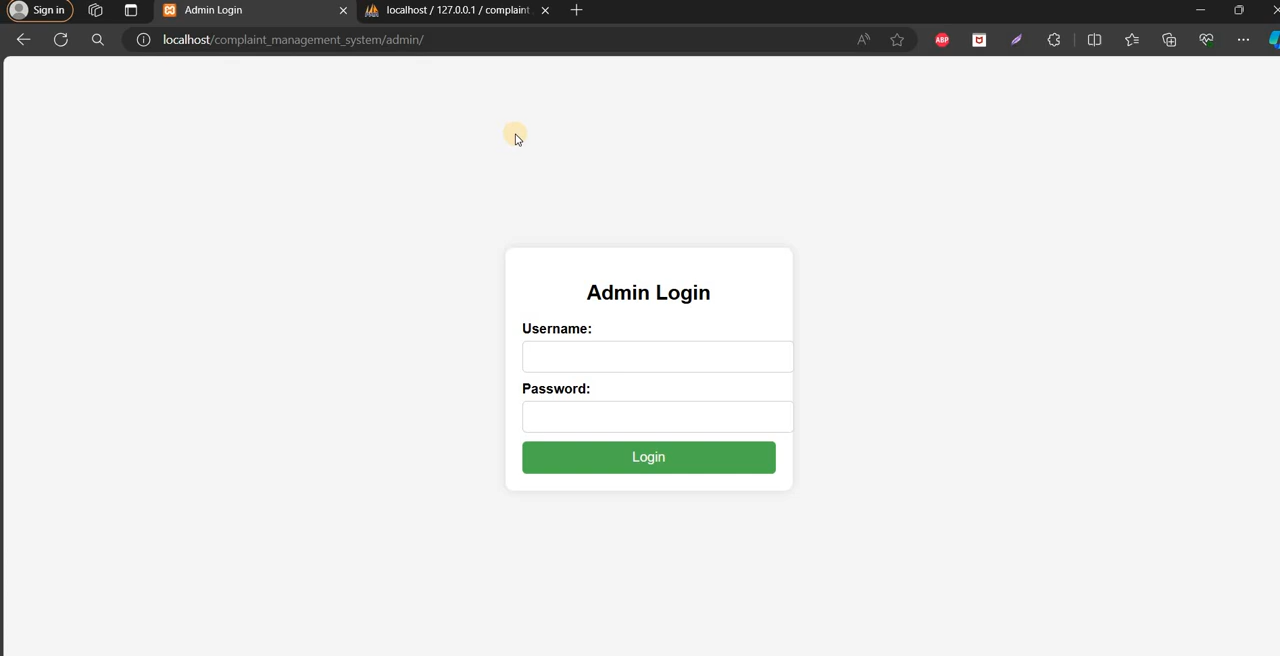 Sign in
Admin Login
localhost / 127.0.0.1 / complaint
localhost/complaint_management_system/admin/
A
ABP
Admin Login
Username:
Password:
Login